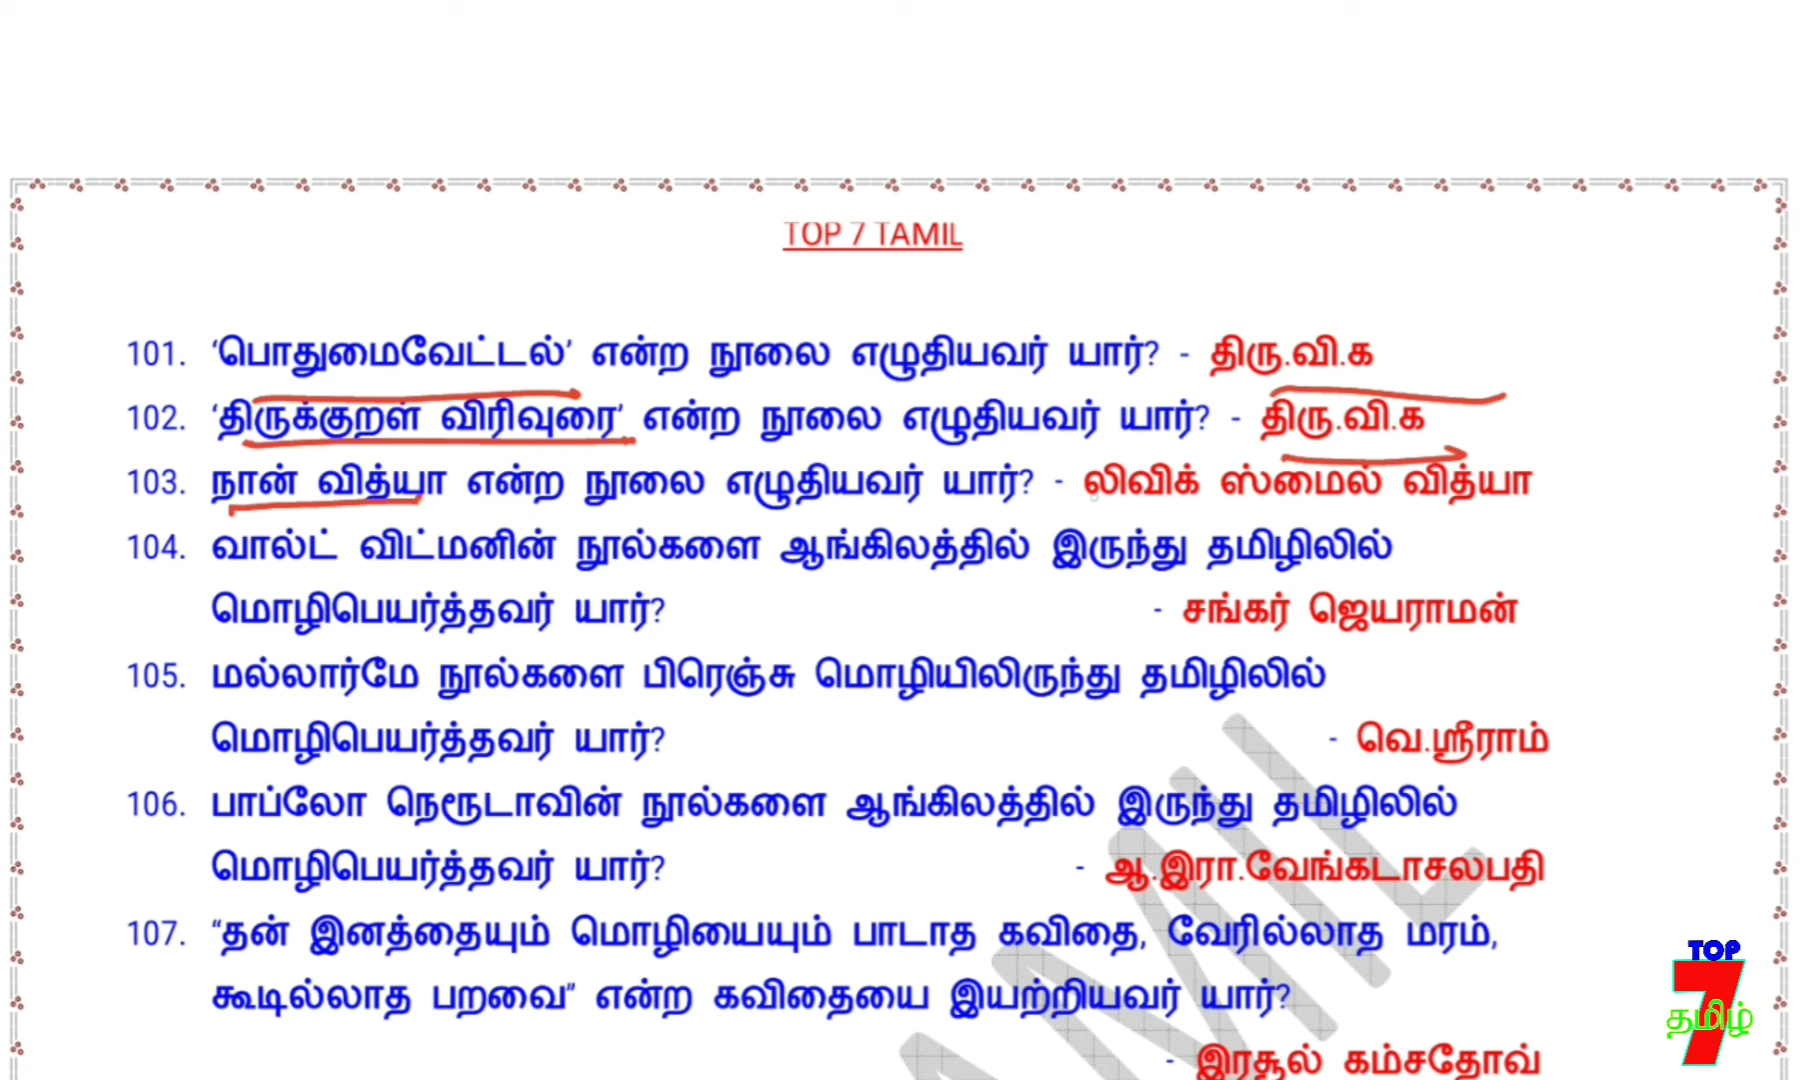 TOP 7 TAMIL
101. ‘பொதுமைவேட்டல்’ என்ற நூலை எழுதியவர் யார்? - திரு.வி.க
102. ‘திருக்குறள் விரிவுரை’ என்ற நூலை எழுதியவர் யார்? - திரு.வி.க
103. நான் வித்யா என்ற நூலை எழுதியவர் யார்? - லிவிக் ஸ்மைல் வித்யா
104. வால்ட் விட்மனின் நூல்களை ஆங்கிலத்தில் இருந்து தமிழிலில்
மொழிபெயர்த்தவர் யார்? - சங்கர் ஜெயராமன்
105. மல்லார்மே நூல்களை பிரெஞ்சு மொழியிலிருந்து தமிழிலில்
மொழிபெயர்த்தவர் யார்? - வெ.ஸ்ரீராம்
106. பாப்லோ நெரூடாவின் நூல்களை ஆங்கிலத்தில் இருந்து தமிழிலில்
மொழிபெயர்த்தவர் யார்? - ஆ.இரா.வேங்கடாசலபதி
107. “தன் இனத்தையும் மொழியையும் பாடாத கவிதை, வேரில்லாத மரம்,
கூடில்லாத பறவை” என்ற கவிதையை இயற்றியவர் யார்?
- இரசூல் கம்சதோவ்
TOP
7
தமிழ்